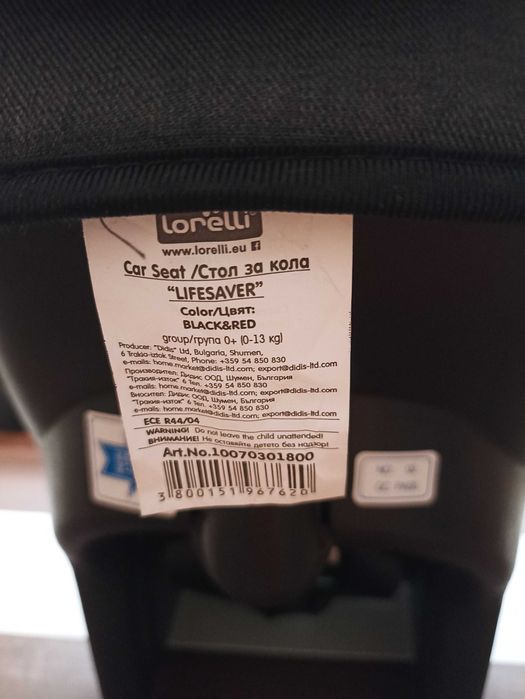 lorelli
www.lorelli.eu
Car Seat /Стол за кола
"LIFESAVER"
Color/Цвят:
BLACK&RED
group/група 0+ (0-13 kg)
Producer: "Didis" Ltd, Bulgaria, Shumen,
6 Trakia-iztok Street, Phone: +359 54 850 830
e-mails: home.market@didis-ltd.com; export@didis-ltd.com
Производител: Дидис ООД, Шумен, България
"Тракия-изток" 6 Тел. +359 54 850 830
e-mails: home.market@didis-ltd.com; export@didis-ltd.com
Вносител: Дидис ООД, Шумен, България
"Тракия-изток" 6 Тел. +359 54 850 830
e-mails: home.market@didis-ltd.com; export@didis-ltd.com
ECE R44/04
WARNING! Do not leave the child unattended!
ВНИМАНИЕ! Не оставяйте детето без надзор!
Art.No.10070301800
3 800151 967620